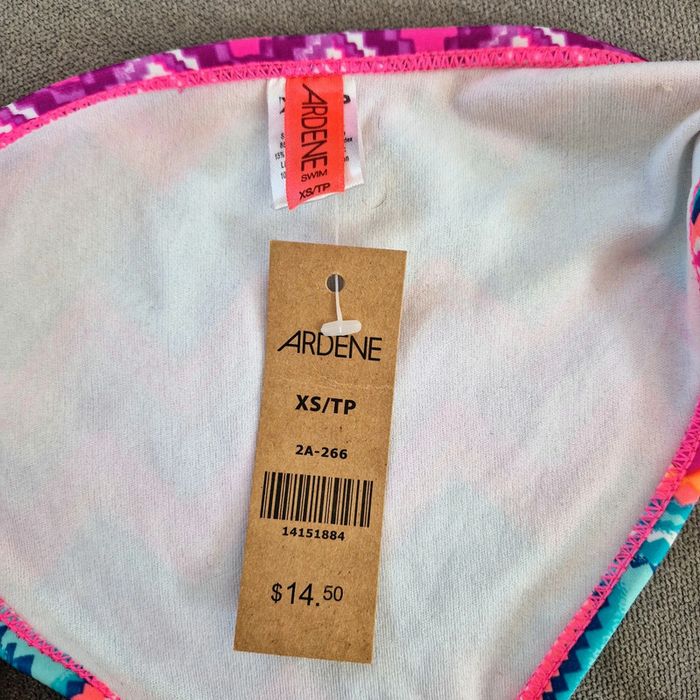 ARDENE
SWIM
XS/TP
ARDENE
XS/TP
2A-266
14151884
$14.50